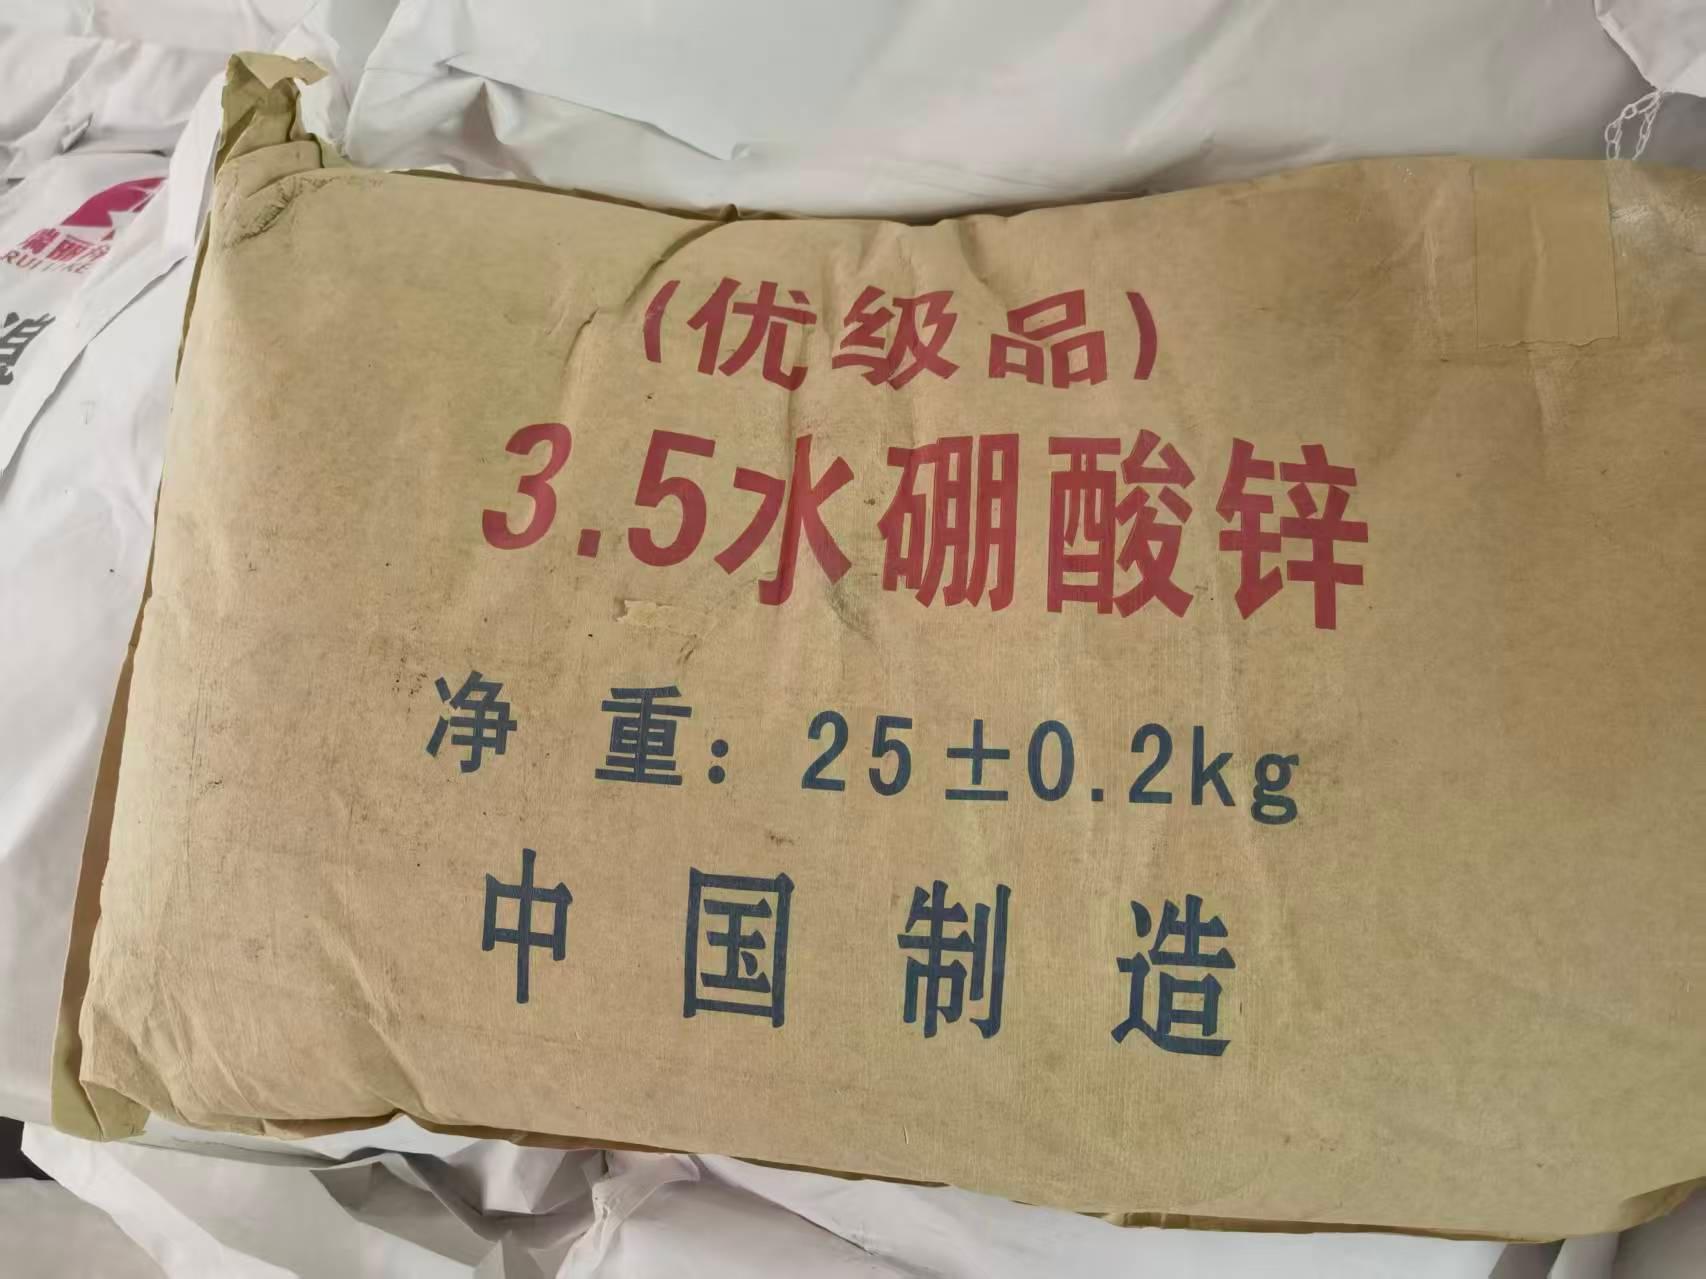 (优级品)
3.5水硼酸锌
净 重: 25±0.2kg
中国制造